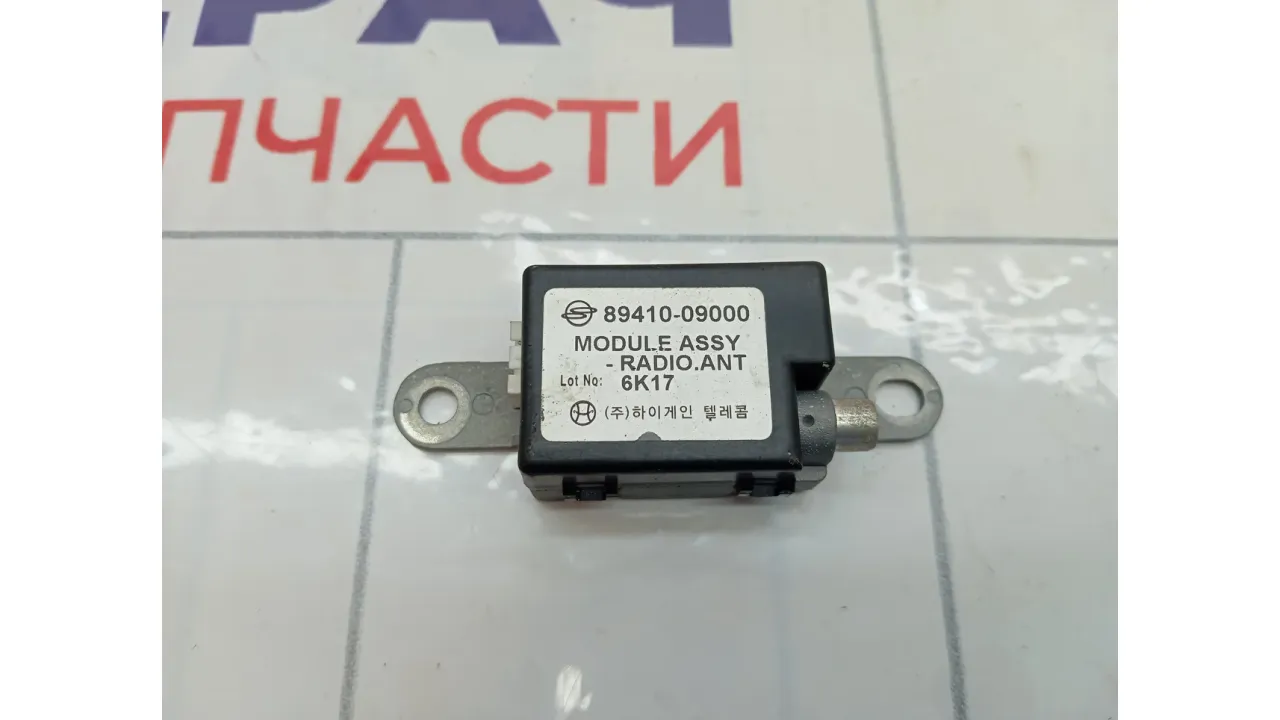 РАЧ
ПЧАСТИ
89410-09000
MODULE ASSY
- RADIO.ANT
Lot No: 6K17
(주)하이게인 텔레콤